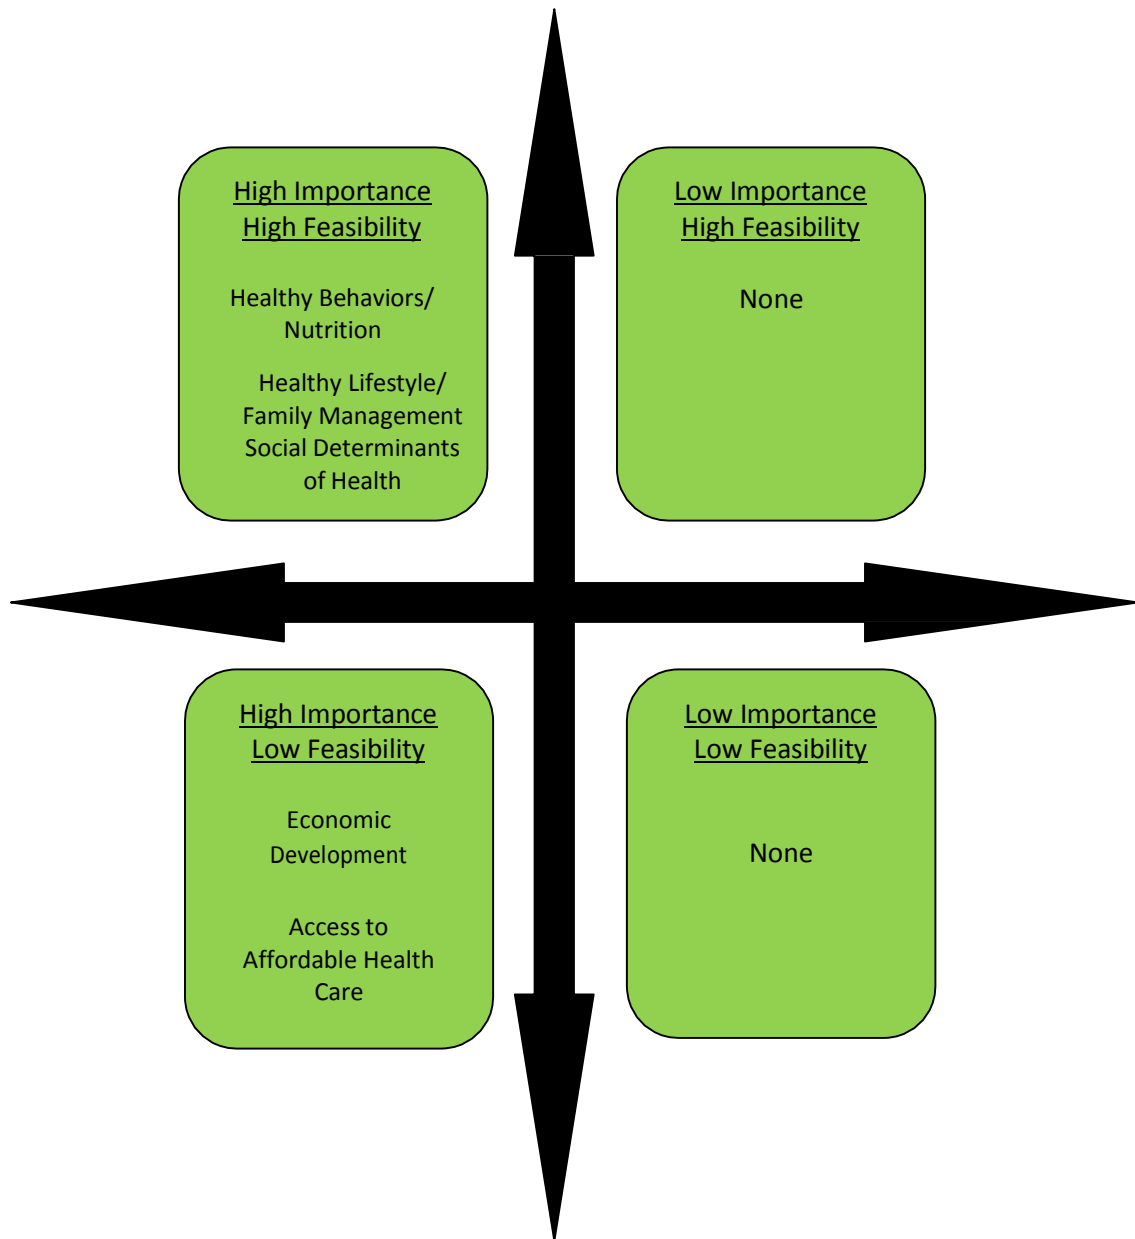 High Importance
High Feasibility
Healthy Behaviors/
Nutrition
Healthy Lifestyle/
Family Management
Social Determinants
of Health
Low Importance
High Feasibility
None
High Importance
Low Feasibility
Economic
Development
Access to
Affordable Health
Care
Low Importance
Low Feasibility
None